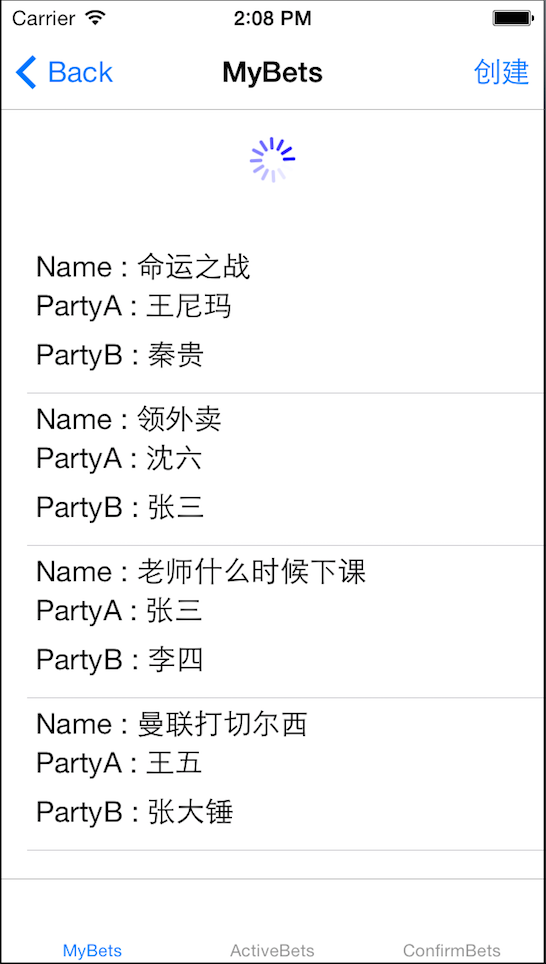 Carrier 2:08 PM
Back MyBets 创建
Name : 命运之战
PartyA : 王尼玛
PartyB : 秦贵
Name : 领外卖
PartyA : 沈六
PartyB : 张三
Name : 老师什么时候下课
PartyA : 张三
PartyB : 李四
Name : 曼联打切尔西
PartyA : 王五
PartyB : 张大锤
MyBets ActiveBets ConfirmBets